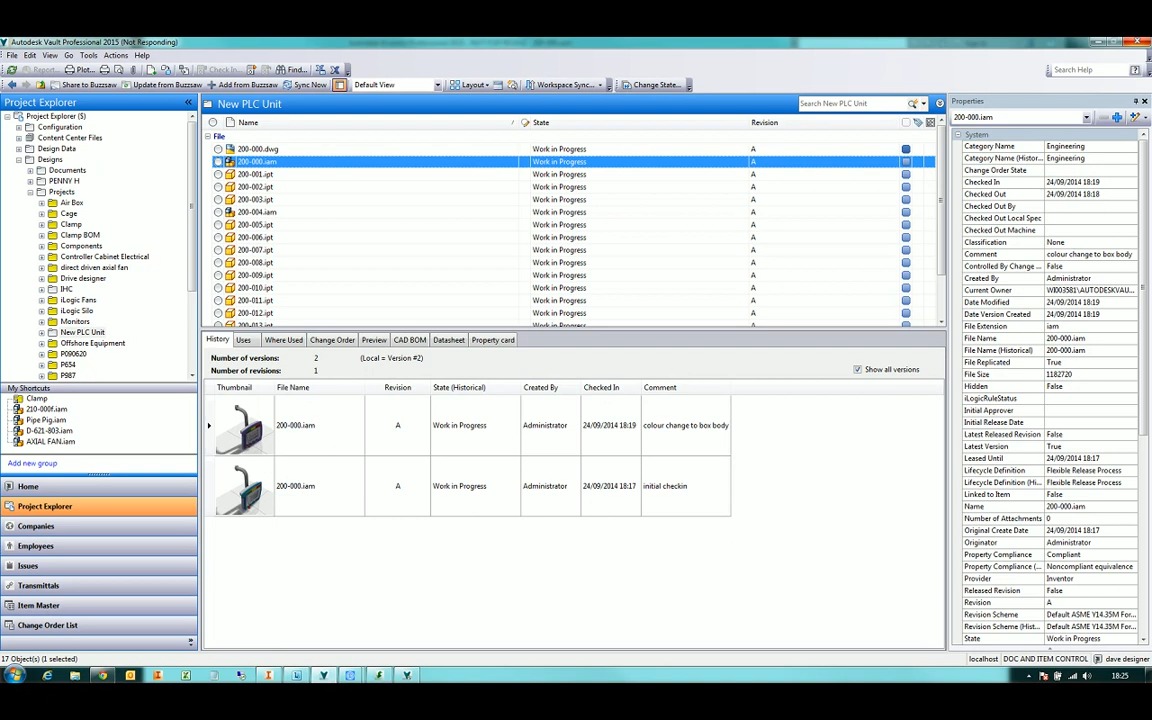 Autodesk Vault Professional 2015 (Not Responding)
File Edit View Go Tools Actions Help
Report... Plot... Check In... Find...
Share to Buzzsaw Update from Buzzsaw Add from Buzzsaw Sync Now Default View Layout Workspace Sync... Change State... Search Help
Project Explorer
Project Explorer ($)
Configuration
Content Center Files
Design Data
Designs
Documents
PENNY H
Projects
Air Box
Cage
Clamp
Clamp BOM
Components
Controller Cabinet Electrical
direct driven axial fan
Drive designer
IHC
iLogic Fans
iLogic Silo
Monitors
New PLC Unit
Offshore Equipment
P090620
P654
P987
My Shortcuts
Clamp
210-000f.iam
Pipe Pig.iam
D-621-803.iam
AXIAL FAN.iam
Add new group
Home
Project Explorer
Companies
Employees
Issues
Transmittals
Item Master
Change Order List
New PLC Unit Search New PLC Unit
Name State Revision
File
200-000.dwg Work in Progress A
200-000.iam Work in Progress A
200-001.ipt Work in Progress A
200-002.ipt Work in Progress A
200-003.ipt Work in Progress A
200-004.iam Work in Progress A
200-005.ipt Work in Progress A
200-006.ipt Work in Progress A
200-007.ipt Work in Progress A
200-008.ipt Work in Progress A
200-009.ipt Work in Progress A
200-010.ipt Work in Progress A
200-011.ipt Work in Progress A
200-012.ipt Work in Progress A
200-013.ipt Work in Progress A
History Uses Where Used Change Order Preview CAD BOM Datasheet Property card
Number of versions: 2 (Local = Version #2)
Number of revisions: 1
Show all versions
Thumbnail File Name Revision State (Historical) Created By Checked In Comment
200-000.iam A Work in Progress Administrator 24/09/2014 18:19 colour change to box body
200-000.iam A Work in Progress Administrator 24/09/2014 18:17 initial checkin
Properties
200-000.iam
System
Category Name Engineering
Category Name (Histor... Engineering
Change Order State
Checked In 24/09/2014 18:19
Checked Out 24/09/2014 18:18
Checked Out By
Checked Out Local Spec
Checked Out Machine
Classification None
Comment colour change to box body
Controlled By Change ... False
Created By Administrator
Current Owner WI003581\AUTODESKVAU...
Date Modified 24/09/2014 18:19
Date Version Created 24/09/2014 18:19
File Extension iam
File Name 200-000.iam
File Name (Historical) 200-000.iam
File Replicated True
File Size 1182720
Hidden False
iLogicRuleStatus
Initial Approver
Initial Release Date
Latest Released Revision False
Latest Version True
Leased Until 24/09/2014 18:17
Lifecycle Definition Flexible Release Process
Lifecycle Definition (Hi... Flexible Release Process
Linked to Item False
Name 200-000.iam
Number of Attachments 0
Original Create Date 24/09/2014 18:17
Originator Administrator
Property Compliance Compliant
Property Compliance (... Noncompliant equivalence
Provider Inventor
Released Revision False
Revision A
Revision Scheme Default ASME Y14.35M For...
Revision Scheme (Hist... Default ASME Y14.35M For...
State Work in Progress
17 Object(s) (1 selected) localhost DOC AND ITEM CONTROL dave designer
18:25